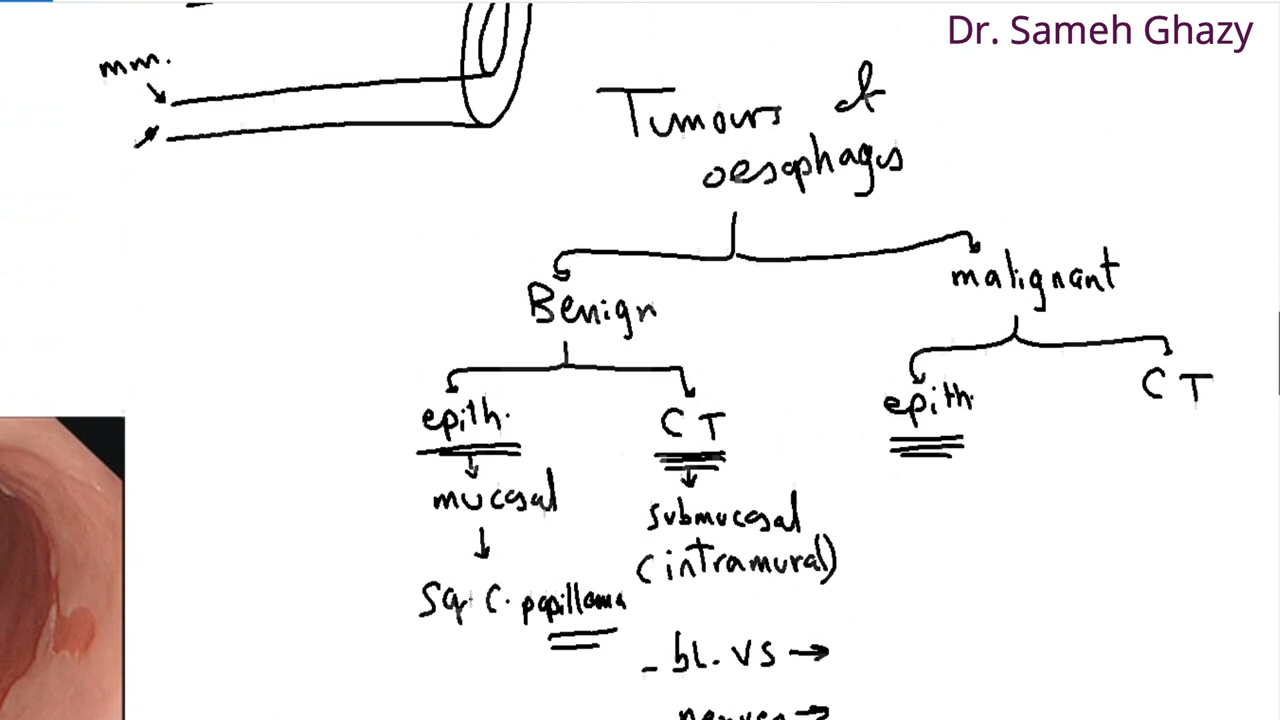 Dr. Sameh Ghazy
mm.
Tumours of
oesophagus
Benign
malignant
epith.
CT
epith.
CT
mucosal
submucosal
(intramural)
Sq. C. papilloma
- bl. vs →
nerves →